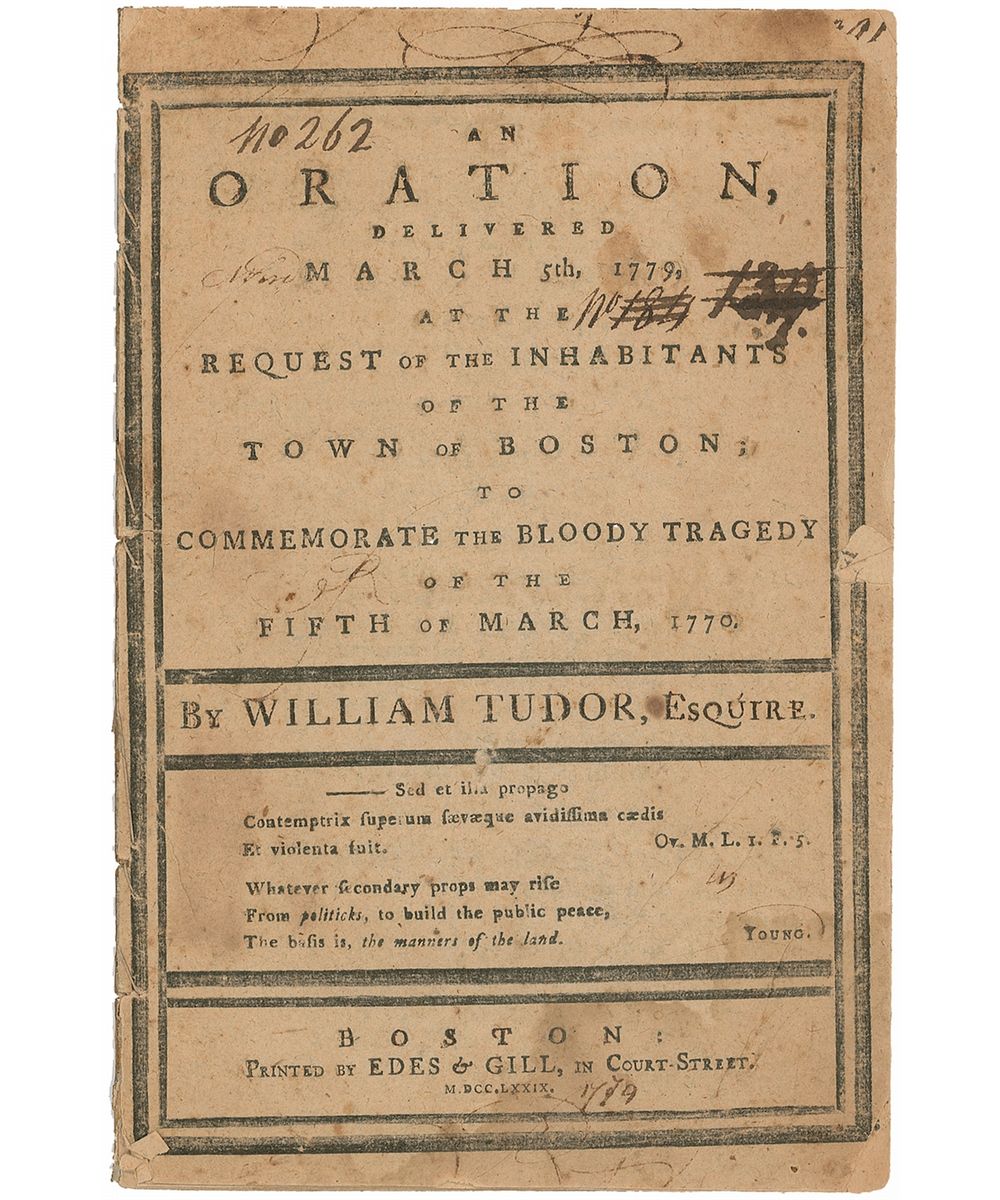 No 262
AN
ORATION,
DELIVERED
MARCH 5th, 1779,
AT THE
No 184
REQUEST OF THE INHABITANTS
OF THE
TOWN OF BOSTON;
TO
COMMEMORATE THE BLOODY TRAGEDY
OF THE
FIFTH OF MARCH, 1770.
BY WILLIAM TUDOR, ESQUIRE.
——— Sed et illa propago
Contemptrix ſuperum ſævæque avidiſſima cædis
Et violenta fuit. Ov. M. L. 1. F. 5.
Whatever ſecondary props may riſe
From politicks, to build the public peace,
The baſis is, the manners of the land. YOUNG.
BOSTON:
PRINTED BY EDES & GILL, IN COURT-STREET.
M.DCC.LXXIX. 1779